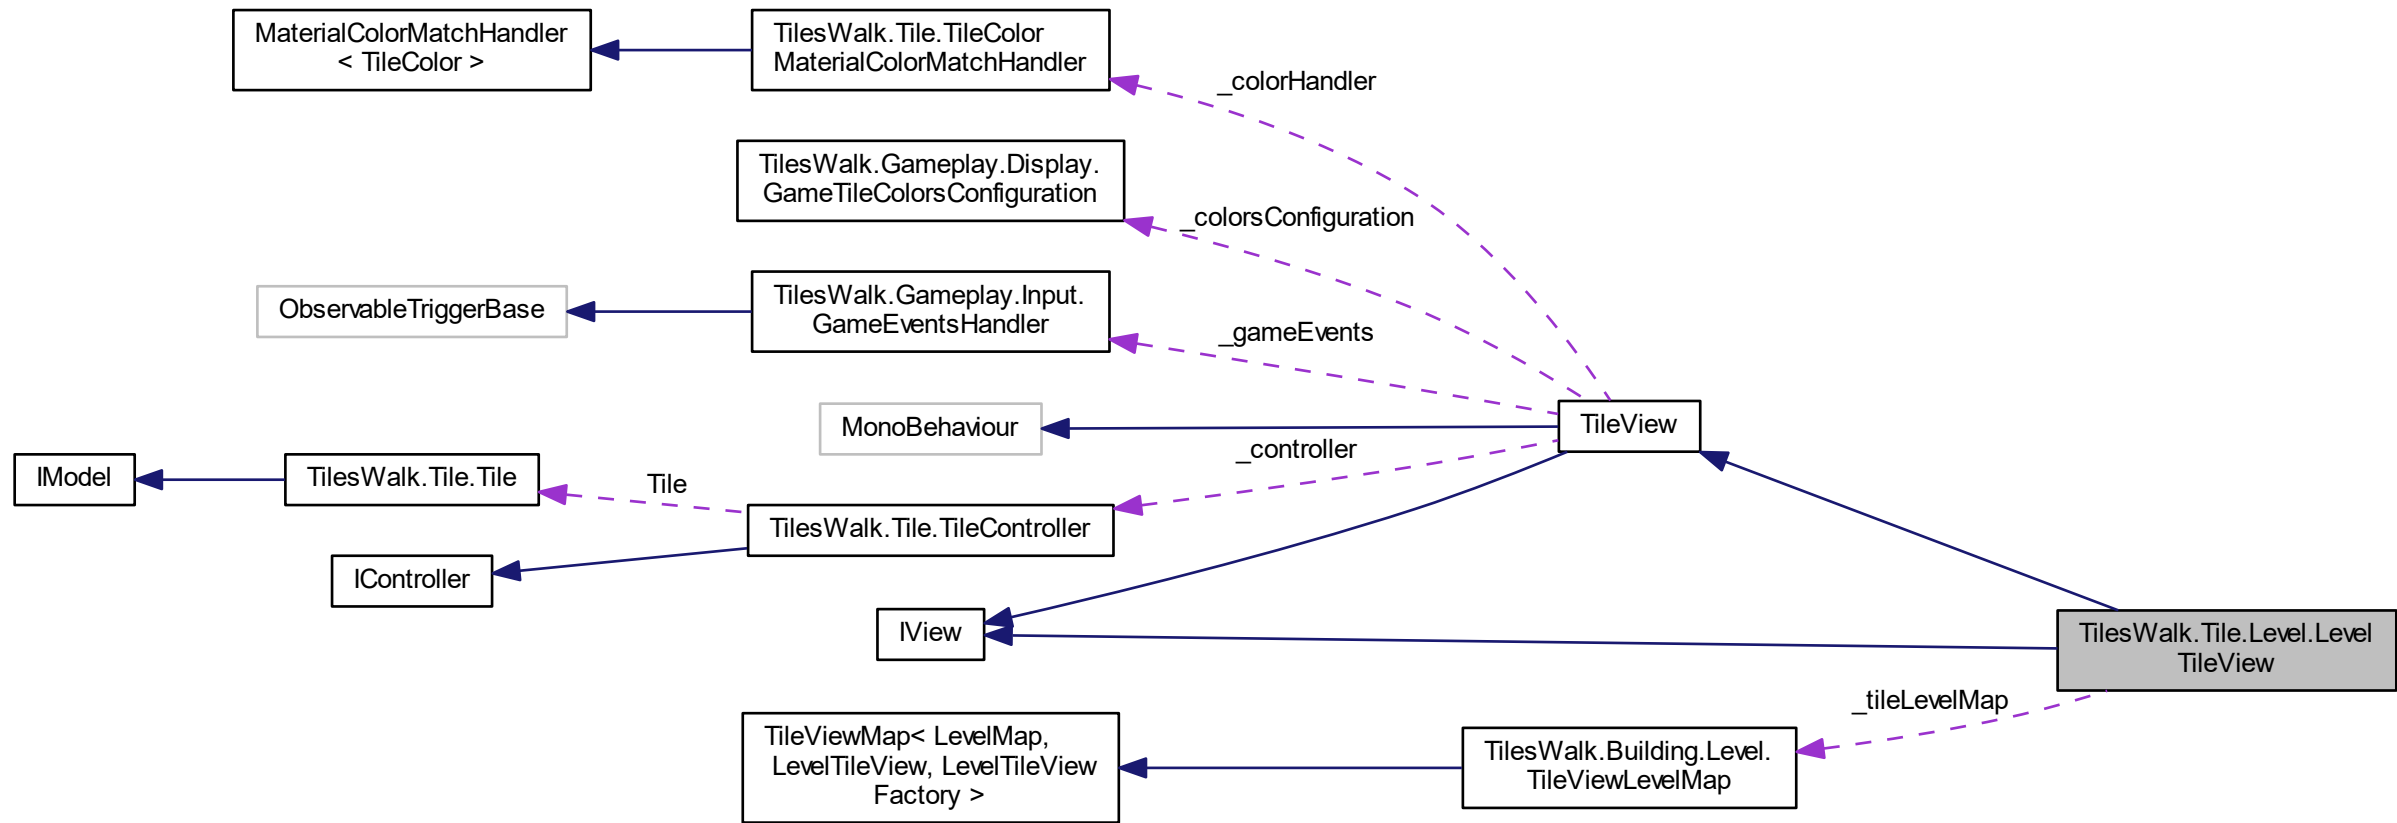 MaterialColorMatchHandler
< TileColor >
TilesWalk.Tile.TileColor
MaterialColorMatchHandler
_colorHandler
TilesWalk.Gameplay.Display.
GameTileColorsConfiguration
_colorsConfiguration
ObservableTriggerBase
TilesWalk.Gameplay.Input.
GameEventsHandler
_gameEvents
MonoBehaviour
TileView
_controller
IModel
TilesWalk.Tile.Tile
Tile
TilesWalk.Tile.TileController
IController
IView
TilesWalk.Tile.Level.Level
TileView
_tileLevelMap
TileViewMap< LevelMap,
LevelTileView, LevelTileView
Factory >
TilesWalk.Building.Level.
TileViewLevelMap